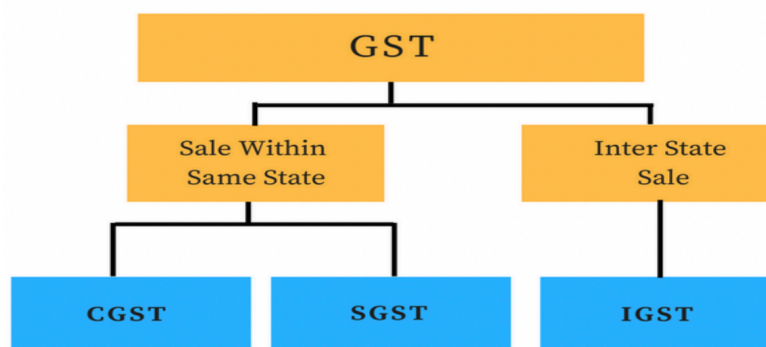 GST
Sale Within
Same State
Inter State
Sale
CGST
SGST
IGST